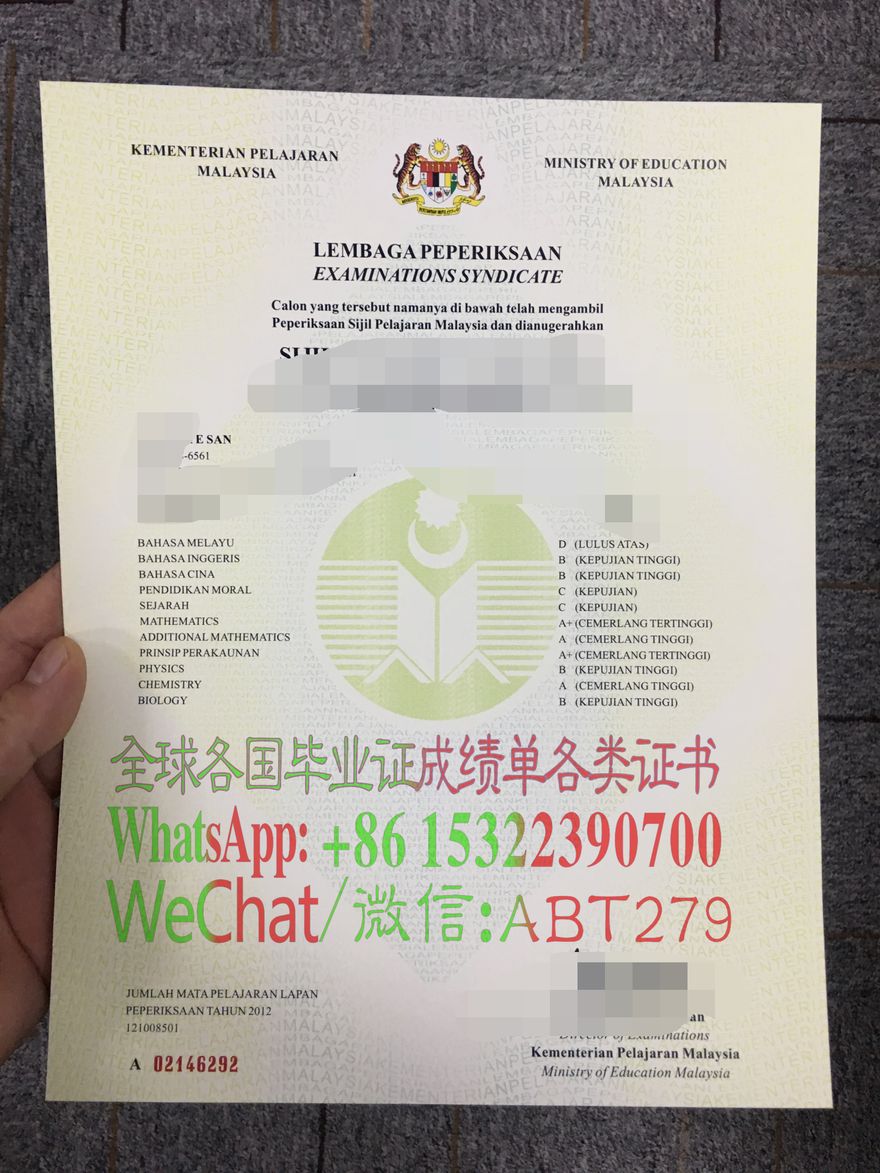 KEMENTERIAN PELAJARAN
MALAYSIA
MINISTRY OF EDUCATION
MALAYSIA
LEMBAGA PEPERIKSAAN
EXAMINATIONS SYNDICATE
Calon yang tersebut namanya di bawah telah mengambil
Peperiksaan Sijil Pelajaran Malaysia dan dianugerahkan
E SAN
-6561
BAHASA MELAYU D (LULUS ATAS)
BAHASA INGGERIS B (KEPUJIAN TINGGI)
BAHASA CINA B (KEPUJIAN TINGGI)
PENDIDIKAN MORAL C (KEPUJIAN)
SEJARAH C (KEPUJIAN)
MATHEMATICS A+ (CEMERLANG TERTINGGI)
ADDITIONAL MATHEMATICS A (CEMERLANG TINGGI)
PRINSIP PERAKAUNAN A+ (CEMERLANG TERTINGGI)
PHYSICS B (KEPUJIAN TINGGI)
CHEMISTRY A (CEMERLANG TINGGI)
BIOLOGY B (KEPUJIAN TINGGI)
全球各国毕业证成绩单各类证书
WhatsApp: +86 15322390700
WeChat/微信:ABT279
JUMLAH MATA PELAJARAN LAPAN
PEPERIKSAAN TAHUN 2012
121008501
A 02146292
an
Director of Examinations
Kementerian Pelajaran Malaysia
Ministry of Education Malaysia